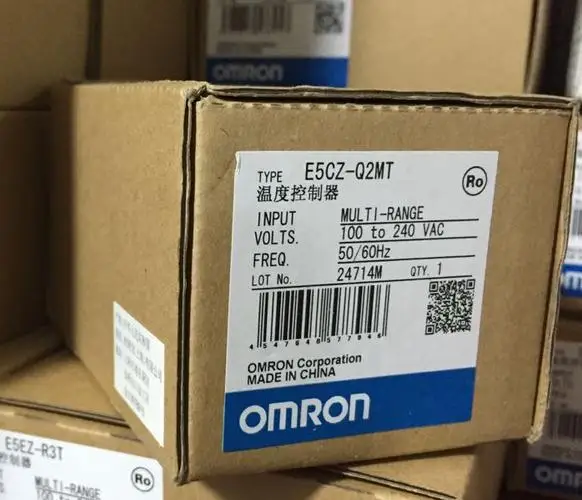 OMRON
TYPE E5CZ-Q2MT
Ro
温度控制器
INPUT MULTI-RANGE
VOLTS. 100 to 240 VAC
FREQ. 50/60Hz
LOT No. 24714M QTY. 1
OMRON Corporation
MADE IN CHINA
OMRON
E5EZ-R3T
Ro
控制器
MULTI-RANGE